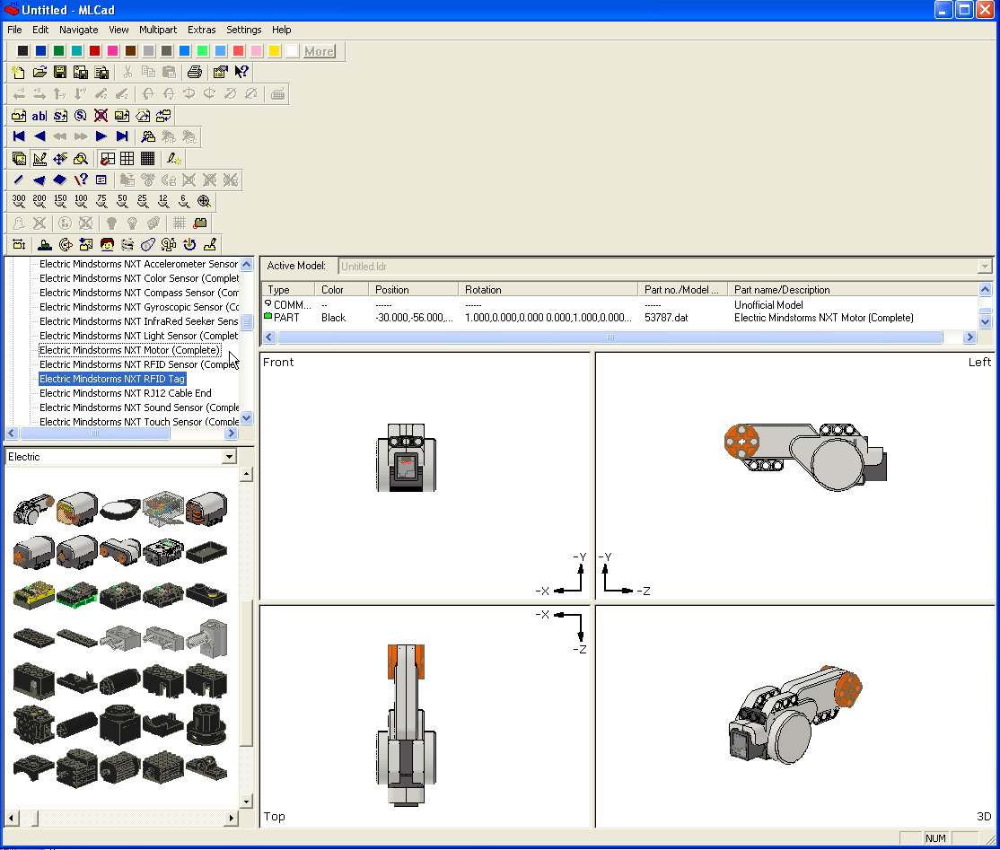 Untitled - MLCad
File Edit Navigate View Multipart Extras Settings Help
More
300 200 150 100 75 50 25 12 6
Electric Mindstorms NXT Accelerometer Sensor
Electric Mindstorms NXT Color Sensor (Complet
Electric Mindstorms NXT Compass Sensor (Com
Electric Mindstorms NXT Gyroscopic Sensor (Co
Electric Mindstorms NXT InfraRed Seeker Sens
Electric Mindstorms NXT Light Sensor (Complet
Electric Mindstorms NXT Motor (Complete)
Electric Mindstorms NXT RFID Sensor (Comple
Electric Mindstorms NXT RFID Tag
Electric Mindstorms NXT RJ12 Cable End
Electric Mindstorms NXT Sound Sensor (Comple
Electric Mindstorms NXT Touch Sensor (Comple
Active Model: Untitled.ldr
Type Color Position Rotation Part no./Model ... Part name/Description
COMM... -- ------ ------ ------ Unofficial Model
PART Black -30.000,-56.000,... 1.000,0.000,0.000 0.000,1.000,0.000... 53787.dat Electric Mindstorms NXT Motor (Complete)
Electric
Front
-Y
-X
Left
-Y
-Z
-X
-Z
Top
3D
NUM